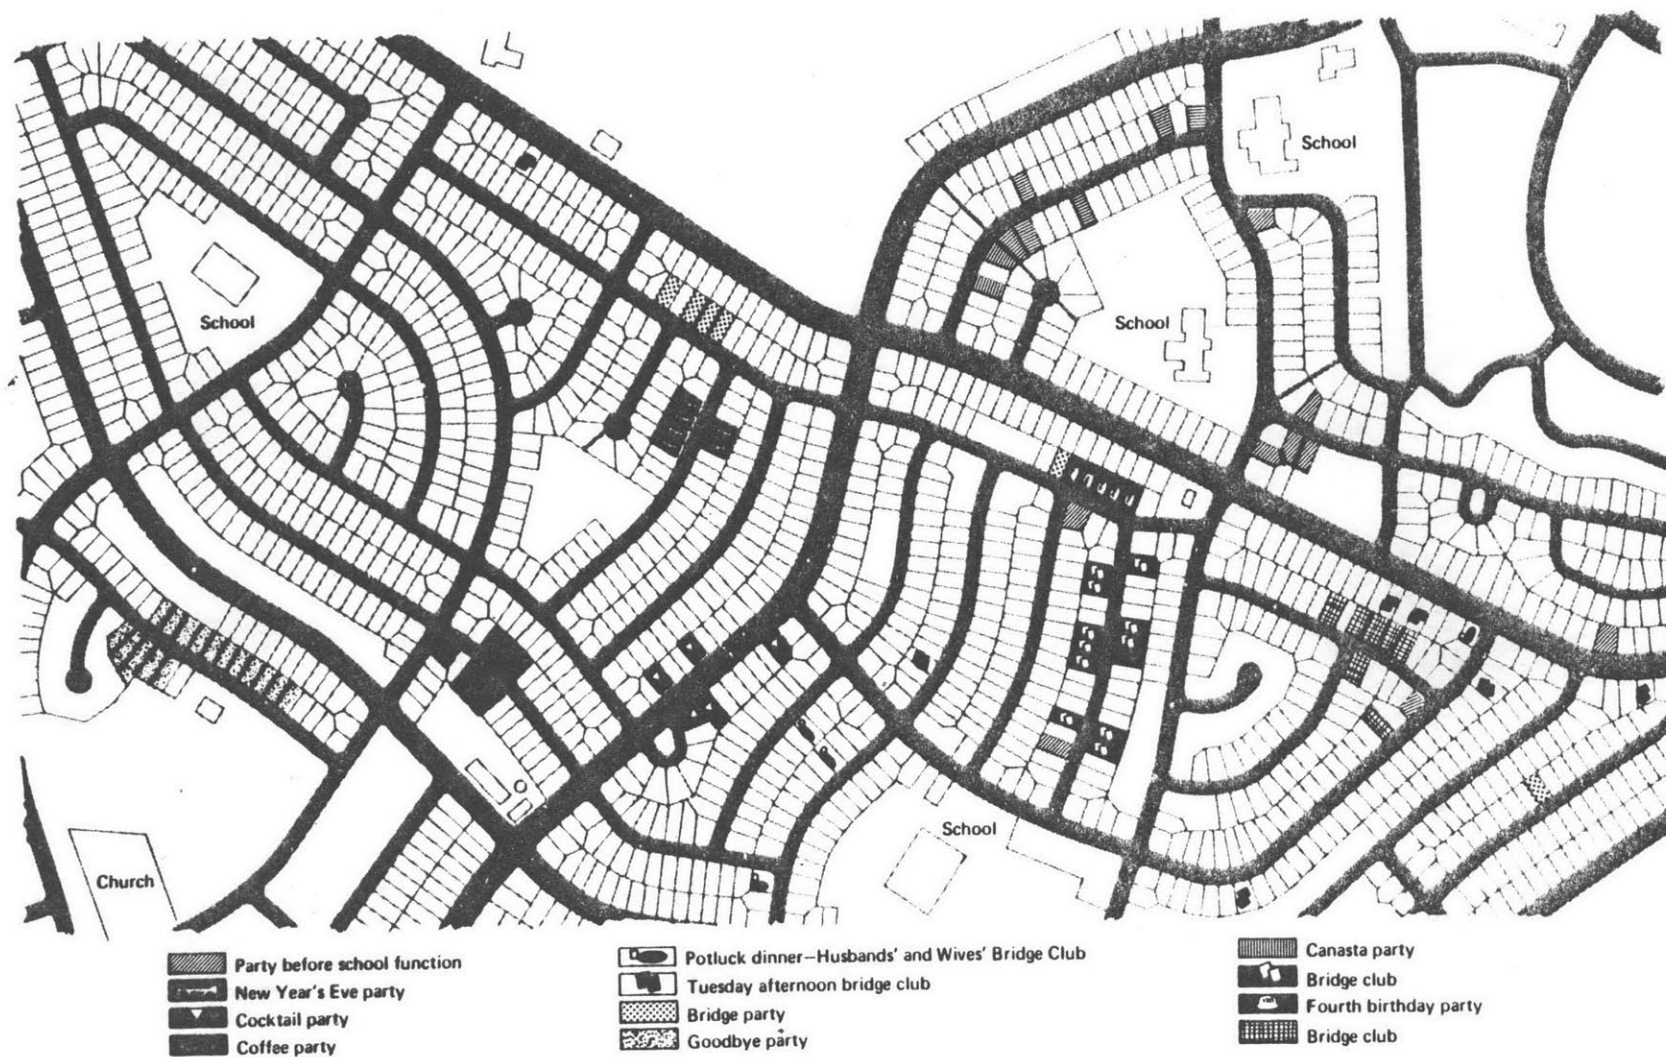 School
School
School
School
School
Church
Party before school function
New Year's Eve party
Cocktail party
Coffee party
Potluck dinner–Husbands' and Wives' Bridge Club
Tuesday afternoon bridge club
Bridge party
Goodbye party
Canasta party
Bridge club
Fourth birthday party
Bridge club